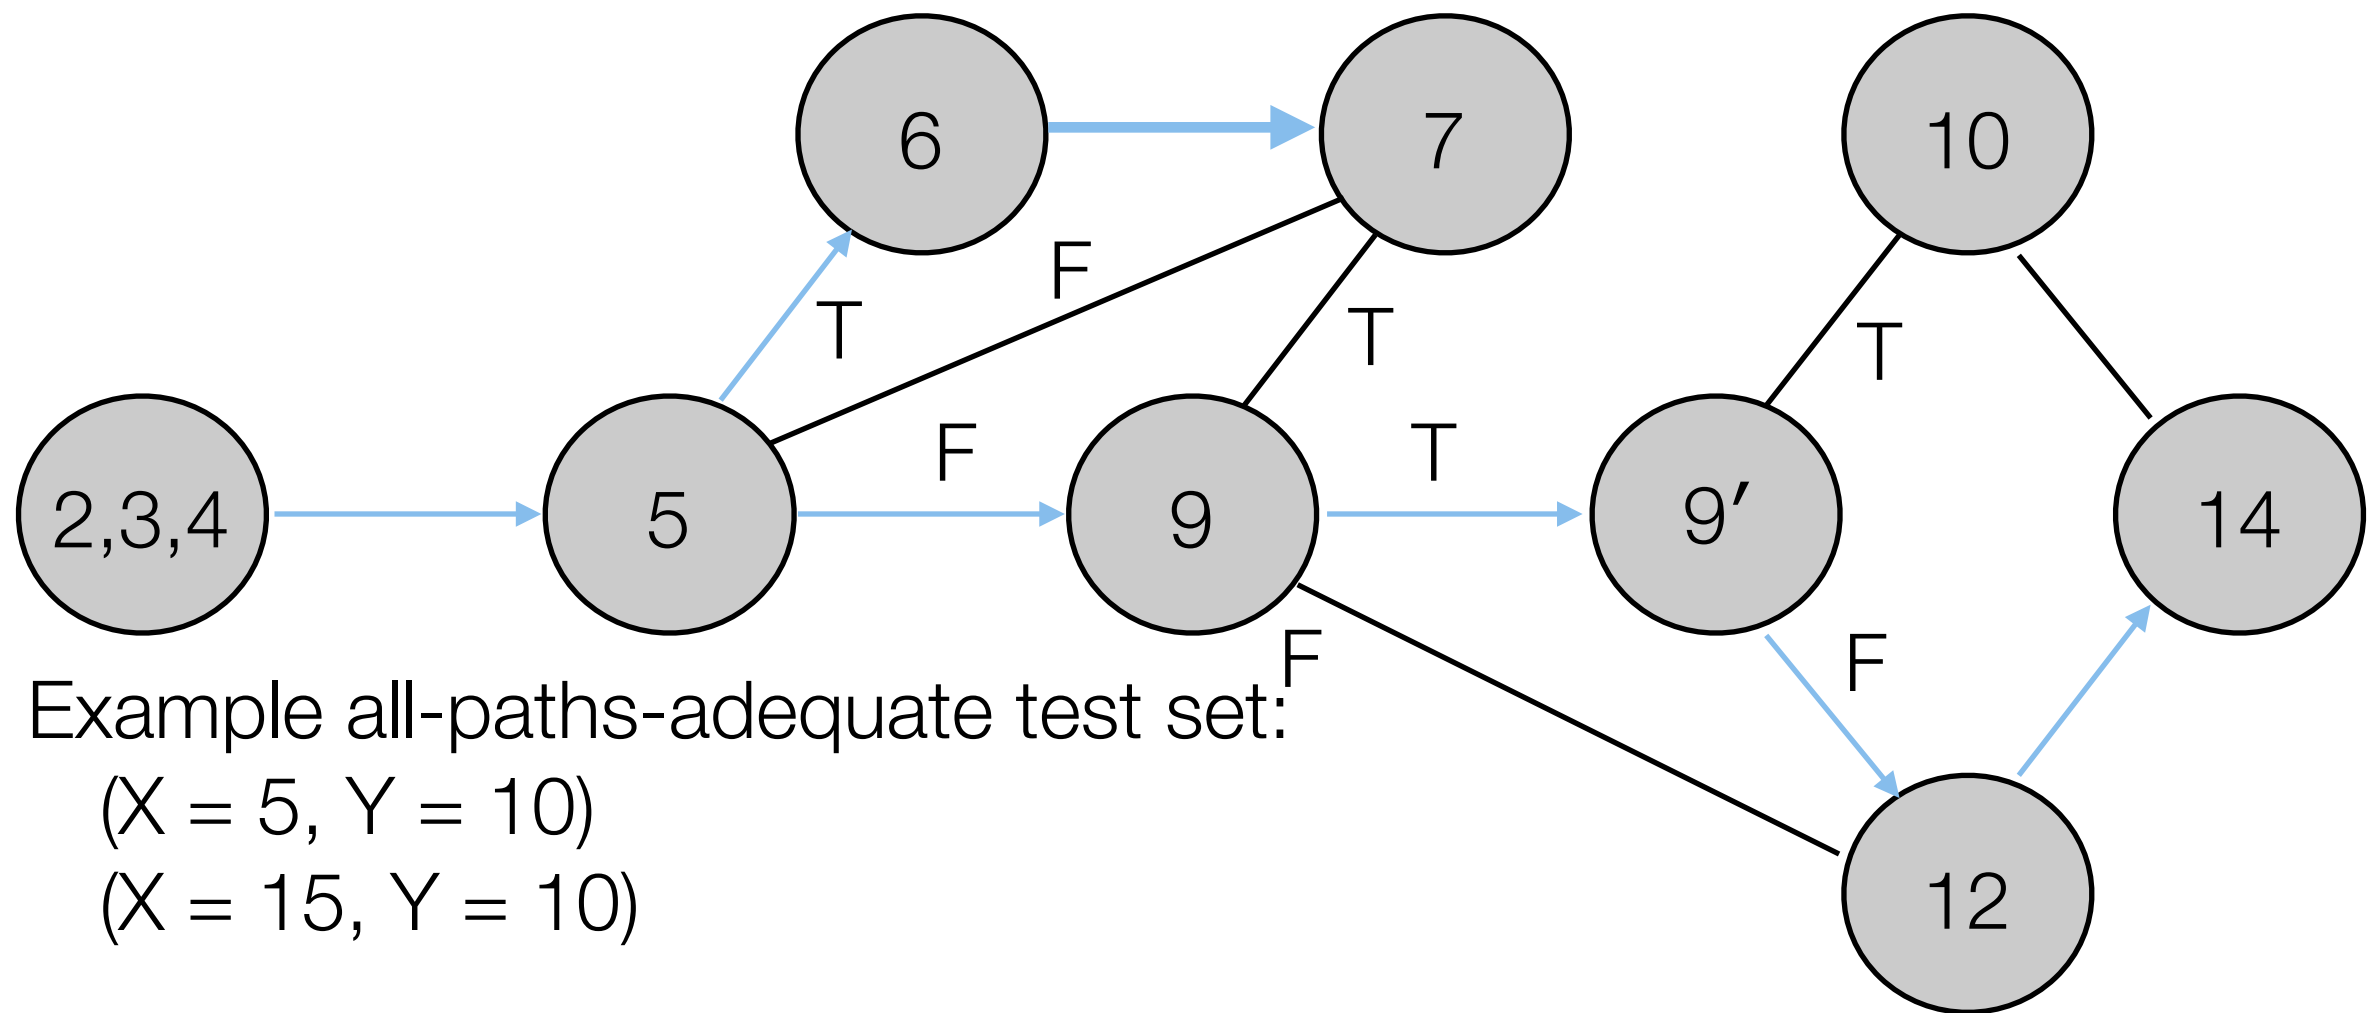 6
7
10
F
T
T
T
F
T
2,3,4
5
9
9′
14
F
F
Example all-paths-adequate test set:
(X = 5, Y = 10)
(X = 15, Y = 10)
12